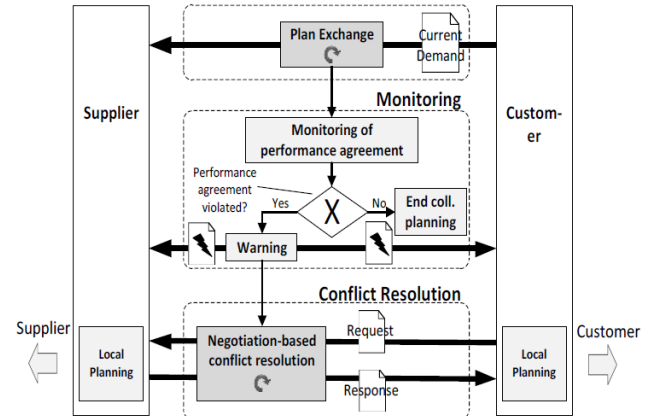 Plan Exchange
Current
Demand
Supplier
Monitoring
Custom-
er
Monitoring of
performance agreement
Performance
agreement
violated?
Yes
X
No
End coll.
planning
Warning
Conflict Resolution
Supplier
Local
Planning
Negotiation-based
conflict resolution
Request
Response
Local
Planning
Customer